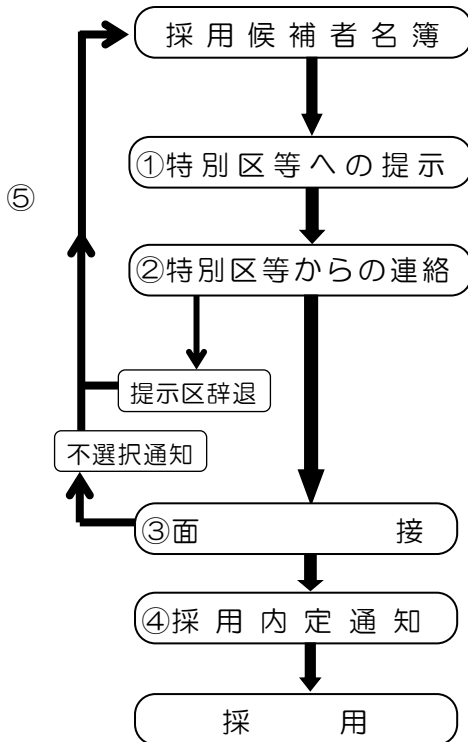 採用候補者名簿
①特別区等への提示
⑤
②特別区等からの連絡
提示区辞退
不選択通知
③面接
④採用内定通知
採用